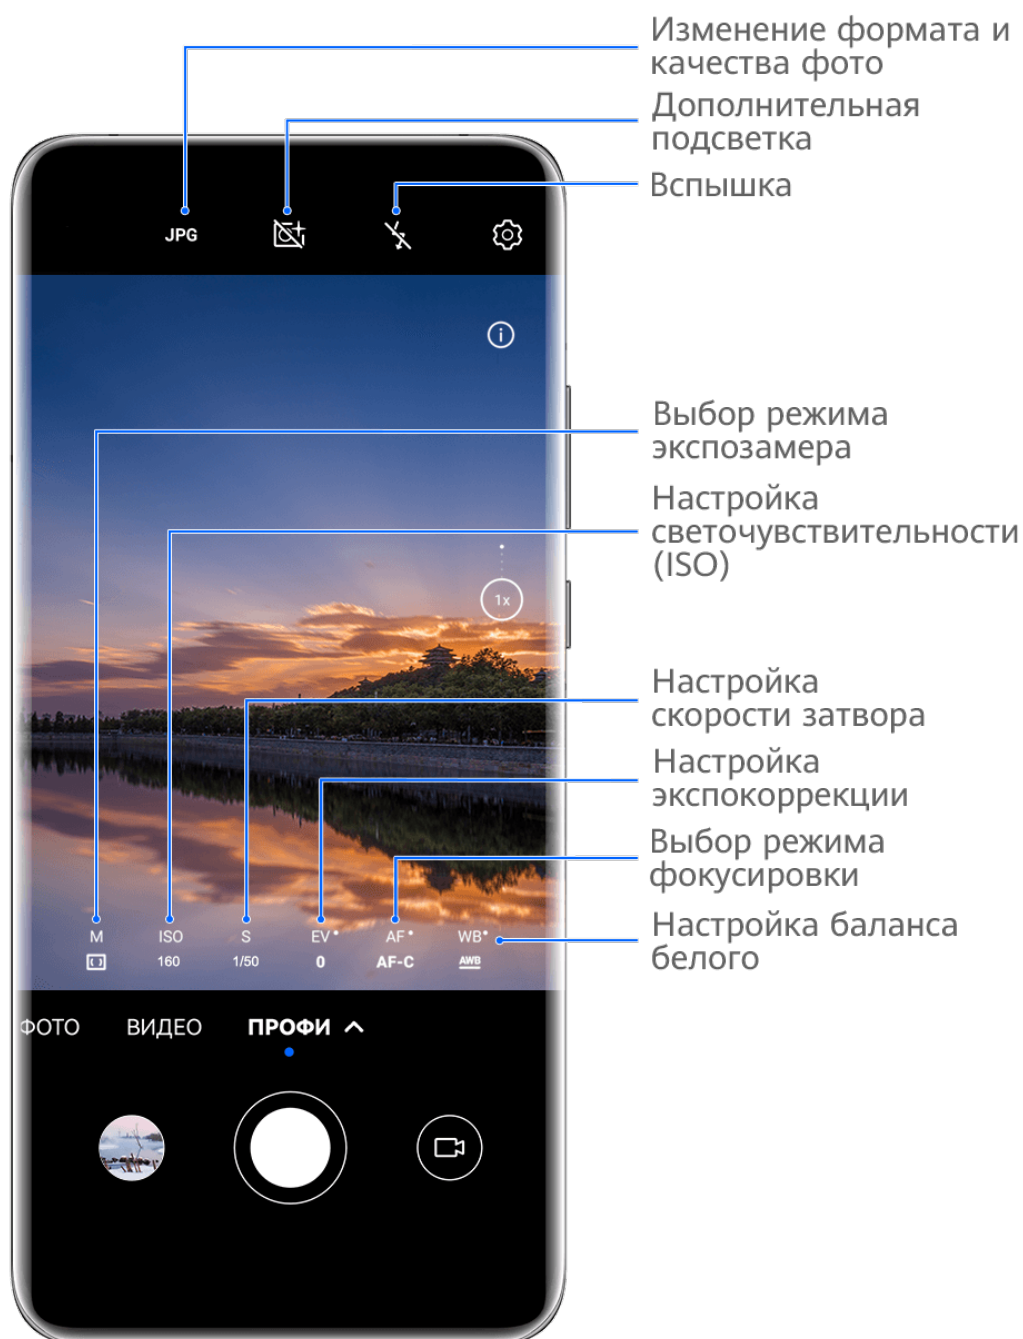 Изменение формата и
качества фото
Дополнительная
подсветка
Вспышка
JPG
Выбор режима
экспозамера
Настройка
светочувствительности
(ISO)
1x
Настройка
скорости затвора
Настройка
экспокоррекции
Выбор режима
фокусировки
Настройка баланса
белого
M ISO S EV AF WB
160 1/50 0 AF-C AWB
ФОТО ВИДЕО ПРОФИ